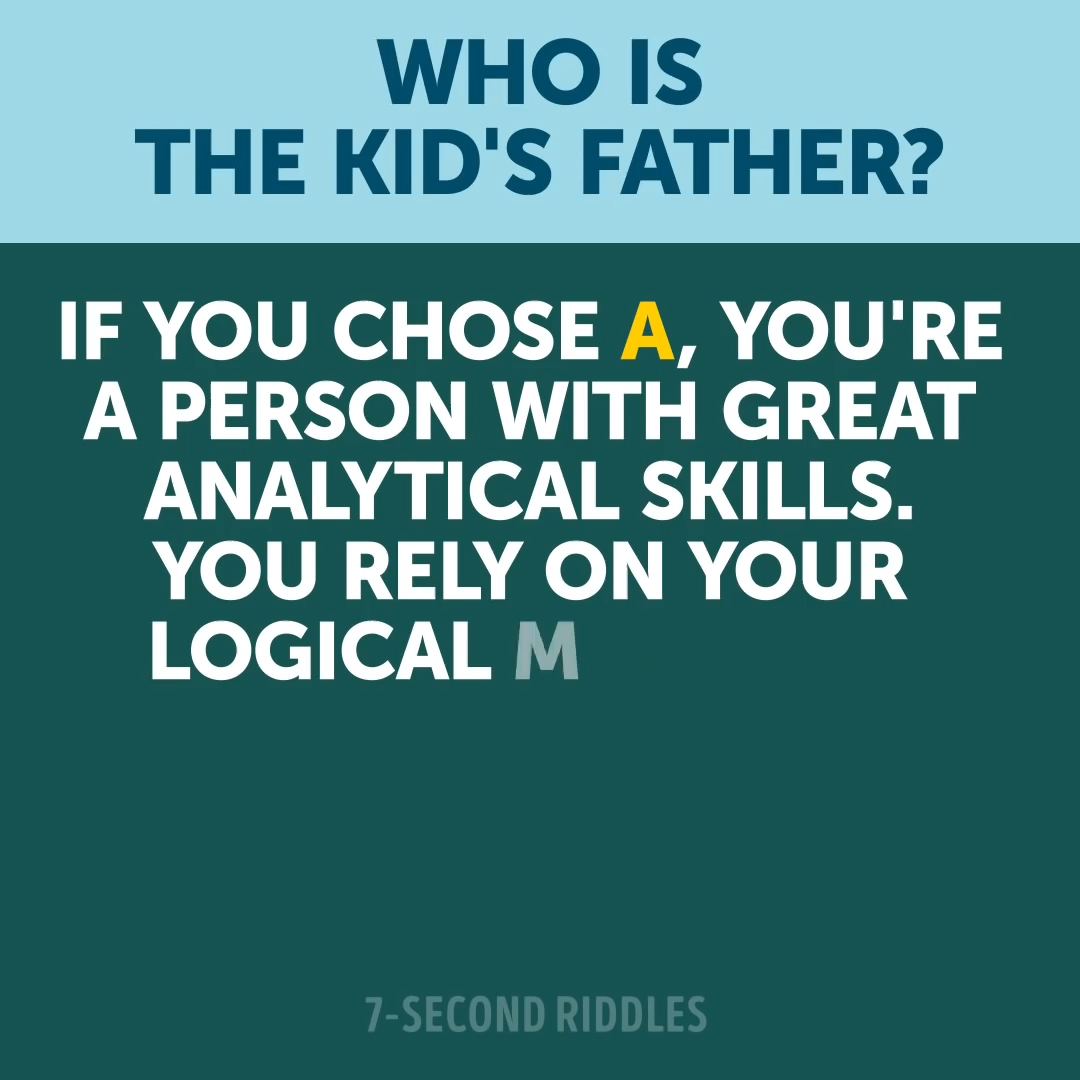 WHO IS
THE KID'S FATHER?
IF YOU CHOSE A, YOU'RE
A PERSON WITH GREAT
ANALYTICAL SKILLS.
YOU RELY ON YOUR
LOGICAL M
7-SECOND RIDDLES